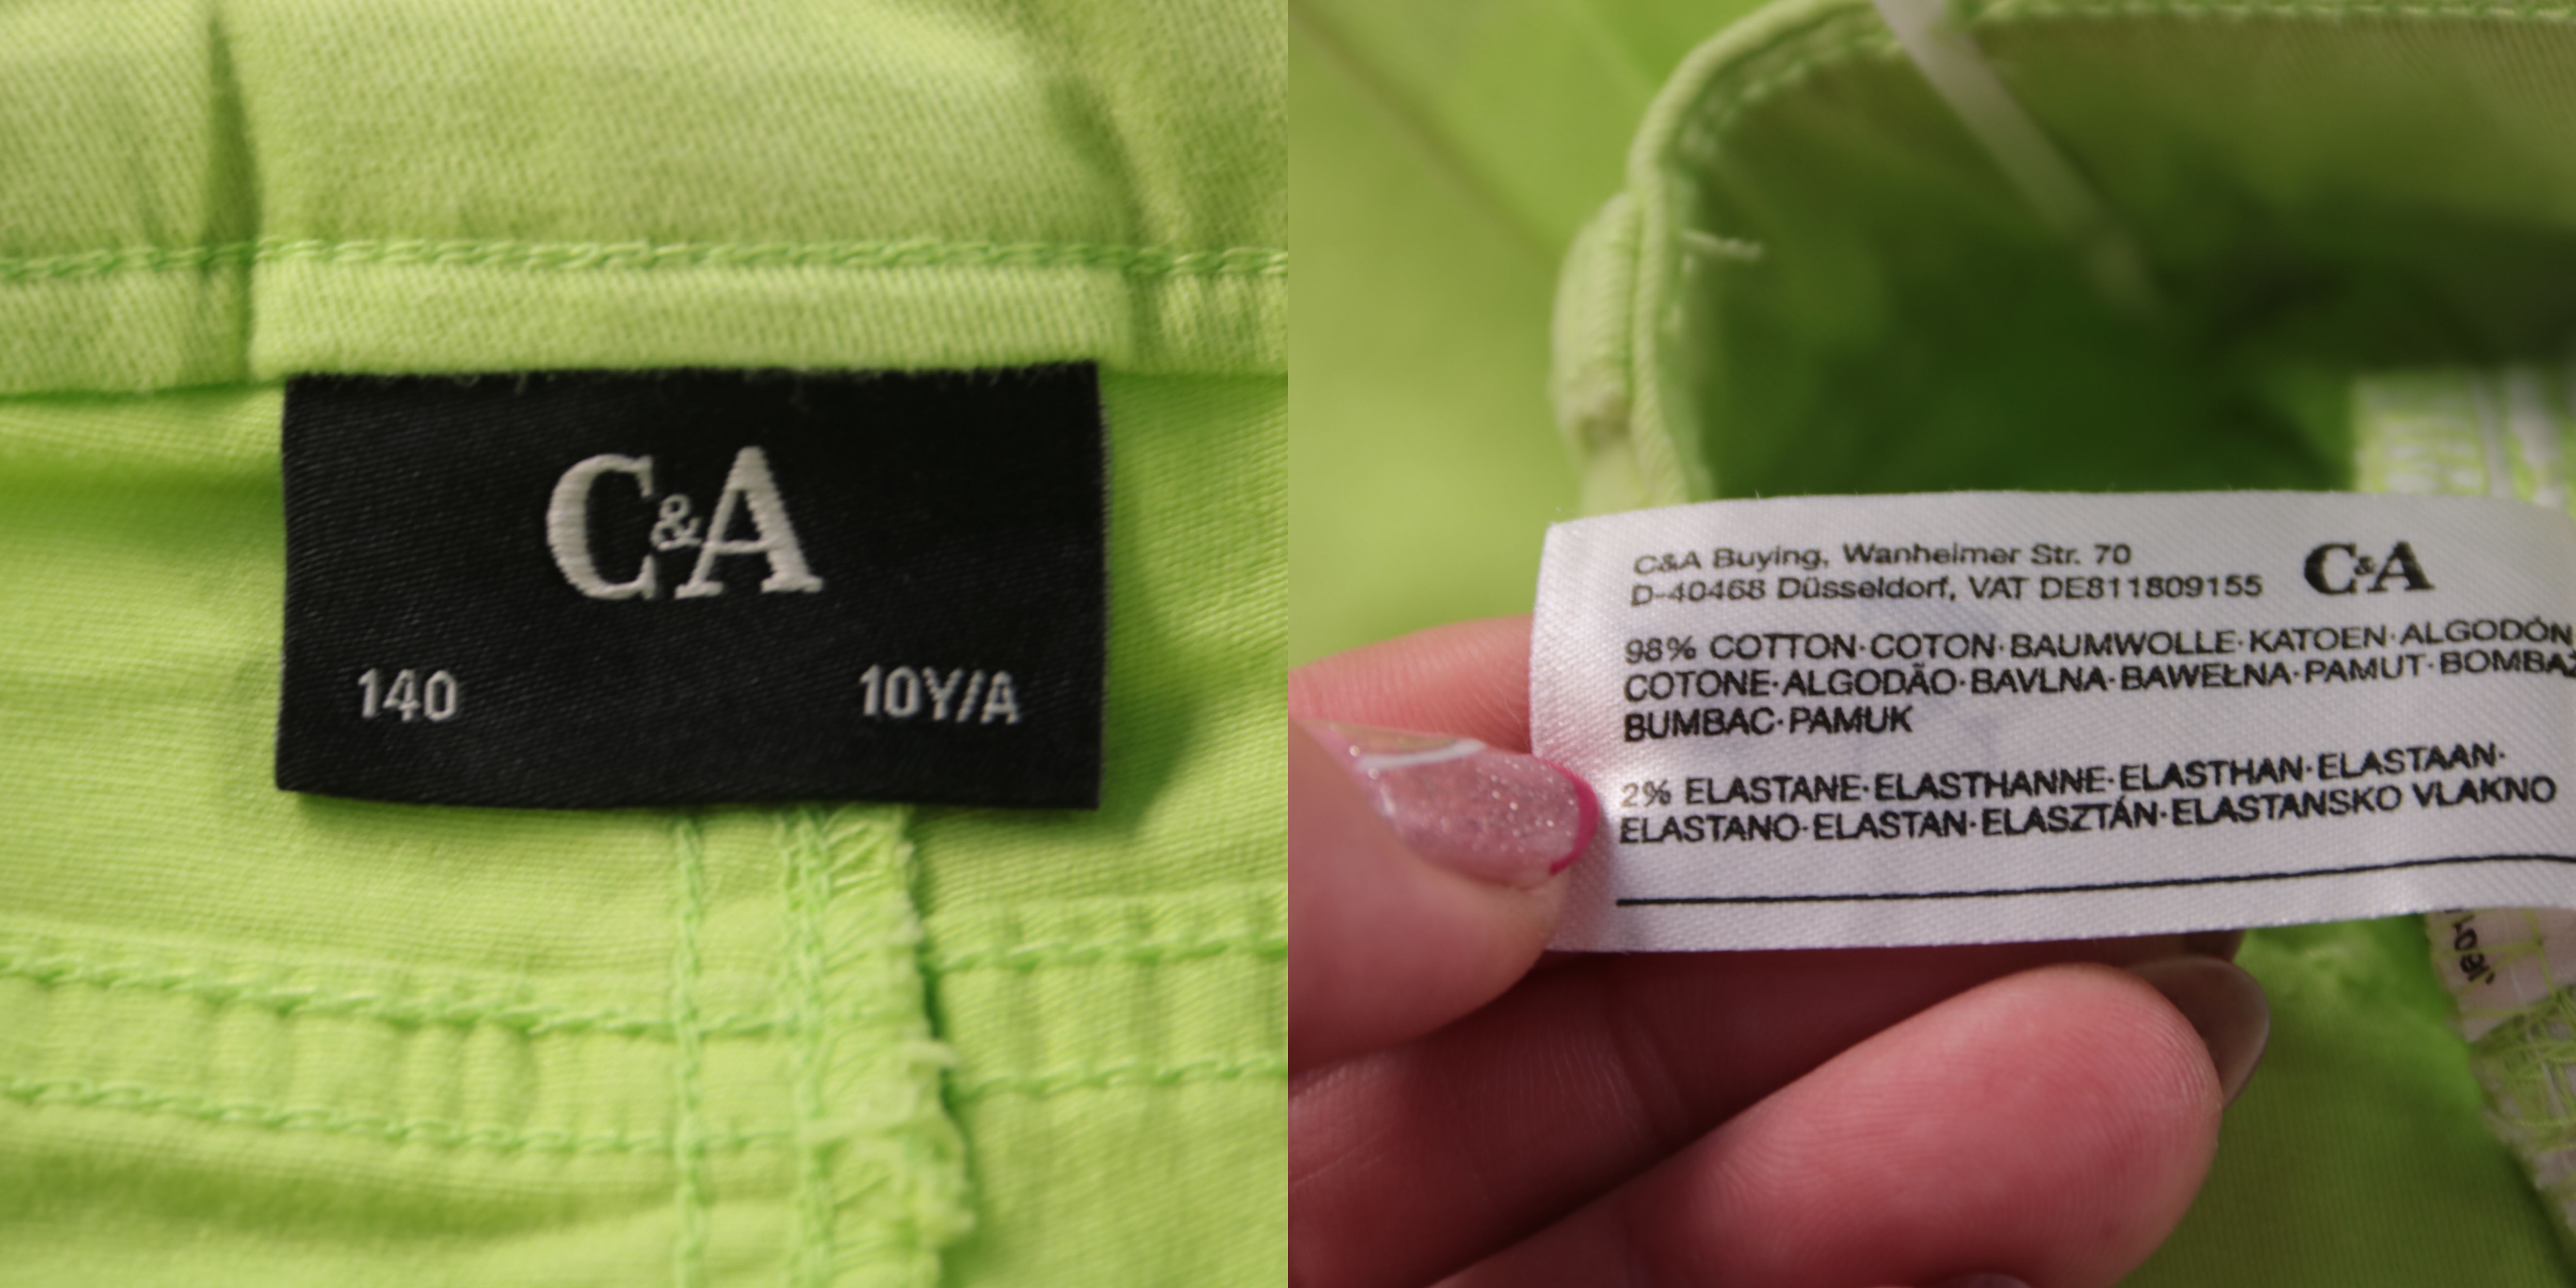 C&A
140 10Y/A
C&A Buying, Wanheimer Str. 70
D-40468 Düsseldorf, VAT DE811809155
C&A
98% COTTON·COTON·BAUMWOLLE·KATOEN·ALGODÓN
COTONE·ALGODÃO·BAVLNA·BAWEŁNA·PAMUT·
BUMBAC·PAMUK
2% ELASTANE·ELASTHANNE·ELASTHAN·ELASTAAN·
ELASTANO·ELASTAN·ELASZTÁN·ELASTANSKO VLAKNO